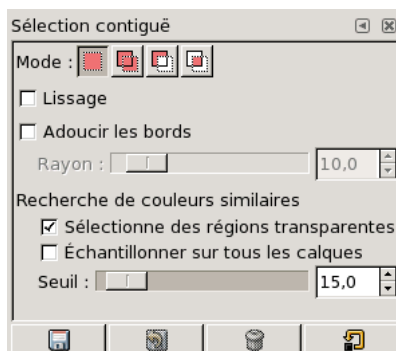 Sélection contiguë
Mode :
Lissage
Adoucir les bords
Rayon : 10,0
Recherche de couleurs similaires
Sélectionne des régions transparentes
Échantillonner sur tous les calques
Seuil : 15,0